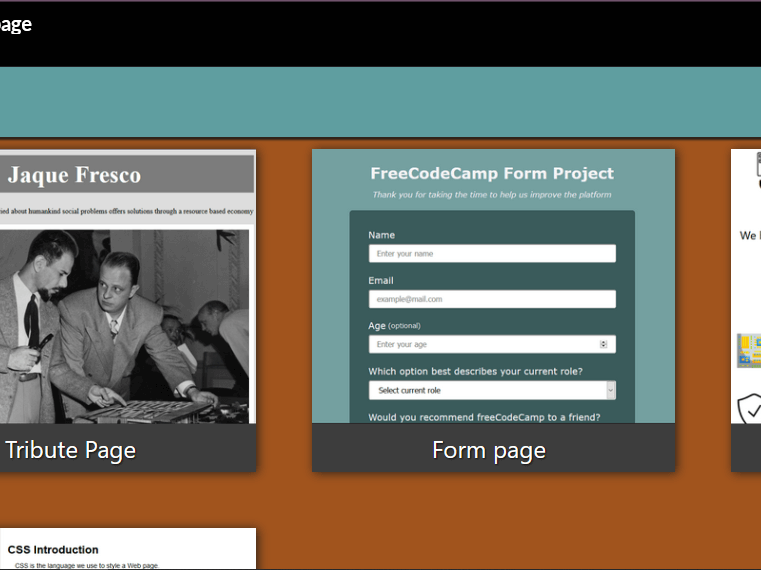 page
Jaque Fresco
ied about humankind social problems offers solutions through a resource based economy
Tribute Page
FreeCodeCamp Form Project
Thank you for taking the time to help us improve the platform
Name
Enter your name
Email
example@mail.com
Age (optional)
Enter your age
Which option best describes your current role?
Select current role
Would you recommend freeCodeCamp to a friend?
Form page
We l
CSS Introduction
CSS is the language we use to style a Web page